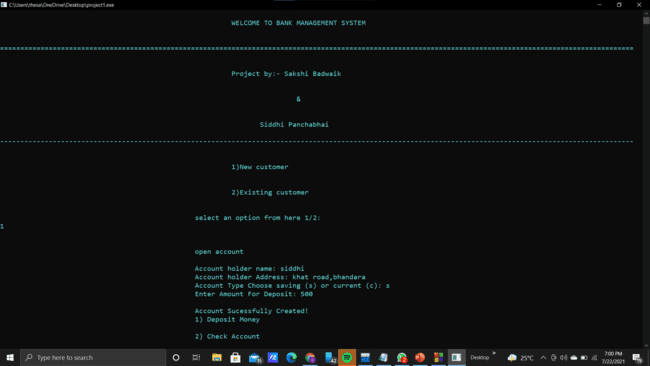 C:\Users\thesa\OneDrive\Desktop\project1.exe
WELCOME TO BANK MANAGEMENT SYSTEM
Project by:- Sakshi Badwaik
&
Siddhi Panchabhai
1)New customer
2)Existing customer
select an option from here 1/2:
1
open account
Account holder name: siddhi
Account holder Address: khat road,bhandara
Account Type Choose saving (s) or current (c): s
Enter Amount For Deposit: 500
Account Sucessfully Created!
1) Deposit Money
2) Check Account
Type here to search
Desktop
25°C
7:00 PM
7/22/2021